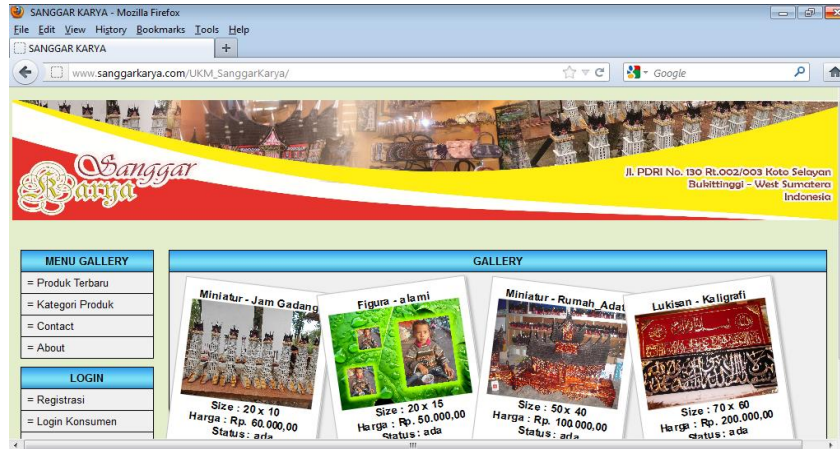 SANGGAR KARYA - Mozilla Firefox
File Edit View History Bookmarks Tools Help
SANGGAR KARYA
www.sanggarkarya.com/UKM_SanggarKarya/
Google
Sanggar
Karya
Jl. PDRI No. 130 Rt.002/003 Koto Selayan
Bukittinggi - West Sumatera
Indonesia
MENU GALLERY
= Produk Terbaru
= Kategori Produk
= Contact
= About
LOGIN
= Registrasi
= Login Konsumen
GALLERY
Miniatur - Jam Gadang
Size : 20 x 10
Harga : Rp. 60.000,00
Status : ada
Figura - alami
Size : 20 x 15
Harga : Rp. 50.000,00
Status : ada
Miniatur - Rumah_Adat
Size : 50 x 40
Harga : Rp. 100.000,00
Status : ada
Lukisan - Kaligrafi
Size : 70 x 60
Harga : Rp. 200.000,00
Status : ada